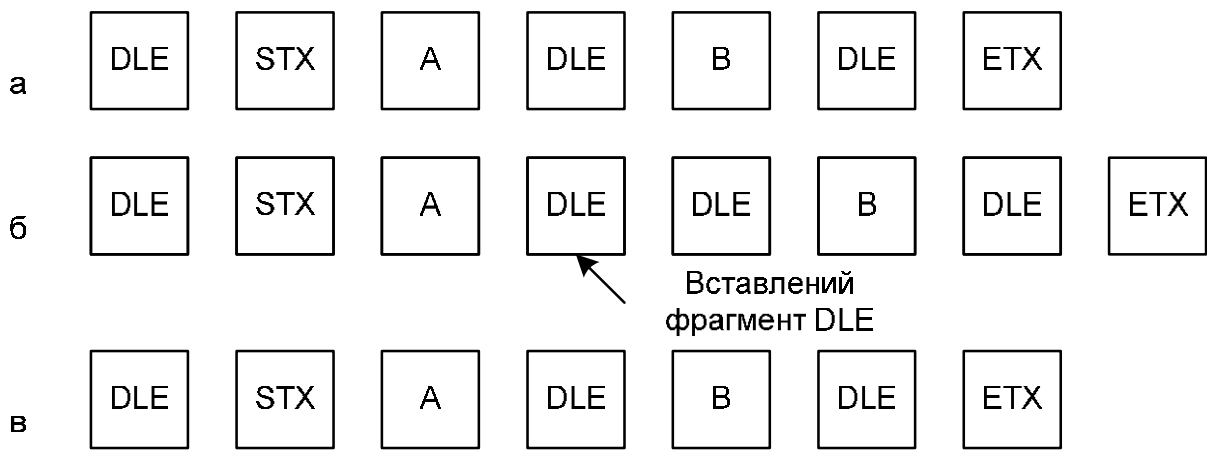 а DLE STX A DLE B DLE ETX
б DLE STX A DLE DLE B DLE ETX
Вставлений
фрагмент DLE
в DLE STX A DLE B DLE ETX